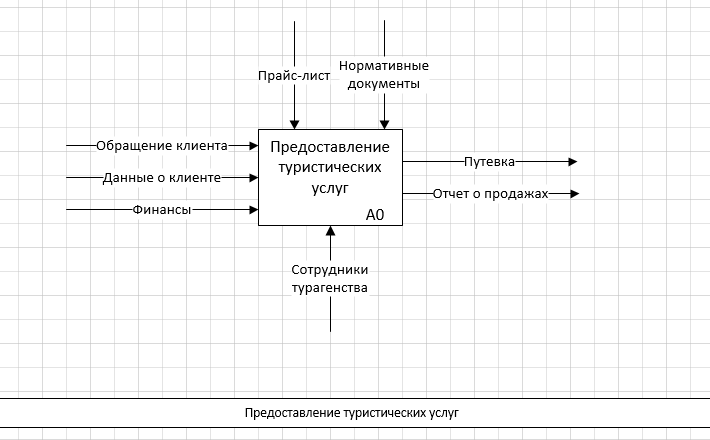 Прайс-лист
Нормативные
документы
Обращение клиента
Данные о клиенте
Финансы
Предоставление
туристических
услуг
A0
Путевка
Отчет о продажах
Сотрудники
турагенства
Предоставление туристических услуг